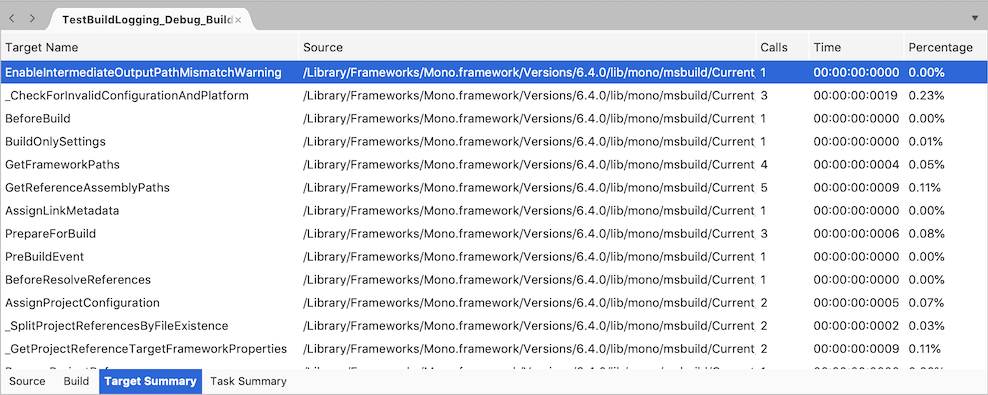 TestBuildLogging_Debug_Build
Target Name Source Calls Time Percentage
EnableIntermediateOutputPathMismatchWarning /Library/Frameworks/Mono.framework/Versions/6.4.0/lib/mono/msbuild/Current 1 00:00:00:0000 0.00%
_CheckForInvalidConfigurationAndPlatform /Library/Frameworks/Mono.framework/Versions/6.4.0/lib/mono/msbuild/Current 3 00:00:00:0019 0.23%
BeforeBuild /Library/Frameworks/Mono.framework/Versions/6.4.0/lib/mono/msbuild/Current 1 00:00:00:0000 0.00%
BuildOnlySettings /Library/Frameworks/Mono.framework/Versions/6.4.0/lib/mono/msbuild/Current 1 00:00:00:0000 0.01%
GetFrameworkPaths /Library/Frameworks/Mono.framework/Versions/6.4.0/lib/mono/msbuild/Current 4 00:00:00:0004 0.05%
GetReferenceAssemblyPaths /Library/Frameworks/Mono.framework/Versions/6.4.0/lib/mono/msbuild/Current 5 00:00:00:0009 0.11%
AssignLinkMetadata /Library/Frameworks/Mono.framework/Versions/6.4.0/lib/mono/msbuild/Current 1 00:00:00:0000 0.00%
PrepareForBuild /Library/Frameworks/Mono.framework/Versions/6.4.0/lib/mono/msbuild/Current 3 00:00:00:0006 0.08%
PreBuildEvent /Library/Frameworks/Mono.framework/Versions/6.4.0/lib/mono/msbuild/Current 1 00:00:00:0000 0.00%
BeforeResolveReferences /Library/Frameworks/Mono.framework/Versions/6.4.0/lib/mono/msbuild/Current 1 00:00:00:0000 0.00%
AssignProjectConfiguration /Library/Frameworks/Mono.framework/Versions/6.4.0/lib/mono/msbuild/Current 2 00:00:00:0005 0.07%
_SplitProjectReferencesByFileExistence /Library/Frameworks/Mono.framework/Versions/6.4.0/lib/mono/msbuild/Current 2 00:00:00:0002 0.03%
_GetProjectReferenceTargetFrameworkProperties /Library/Frameworks/Mono.framework/Versions/6.4.0/lib/mono/msbuild/Current 2 00:00:00:0009 0.11%
Source Build Target Summary Task Summary